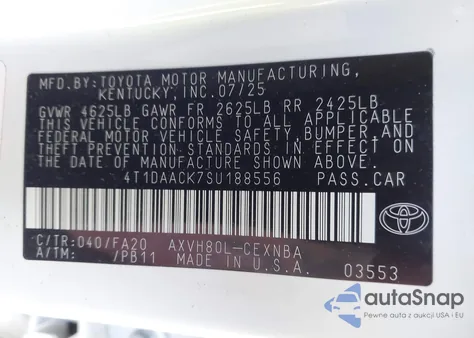 MFD.BY:TOYOTA MOTOR MANUFACTURING,
KENTUCKY, INC.07/25
GVWR 4625LB GAWR FR 2625LB RR 2425LB
THIS VEHICLE CONFORMS TO ALL APPLICABLE
FEDERAL MOTOR VEHICLE SAFETY, BUMPER, AND
THEFT PREVENTION STANDARDS IN EFFECT ON
THE DATE OF MANUFACTURE SHOWN ABOVE.
4T1DAACK7SU188556 PASS.CAR
C/TR:040/FA20 AXVH80L-CEXNBA
A/TM: /PB11 MADE IN U.S.A.
03553
TOYOTA
autoSnap
Pewne auta z aukcji USA i EU